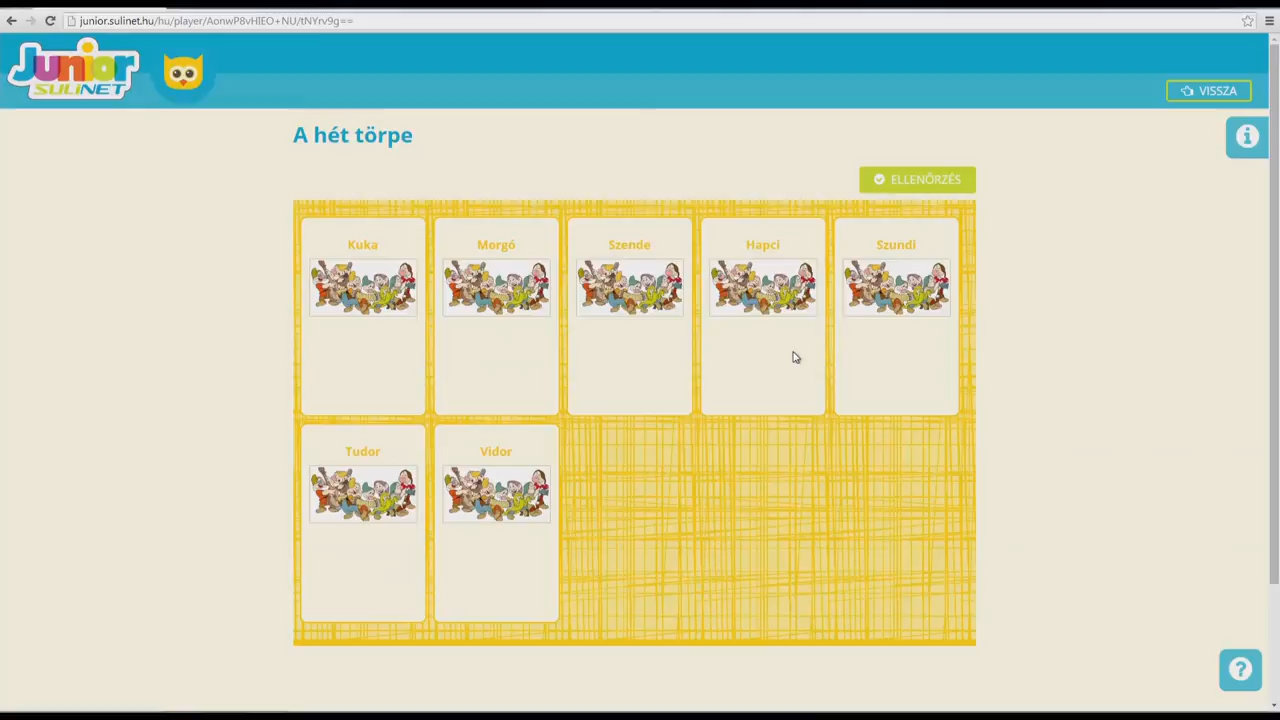 junior.sulinet.hu/hu/player/AonwP8vHIEO+NU/tNYrv9g==
Junior
SULINET
VISSZA
A hét törpe
ELLENŐRZÉS
Kuka Morgó Szende Hapci Szundi
Tudor Vidor